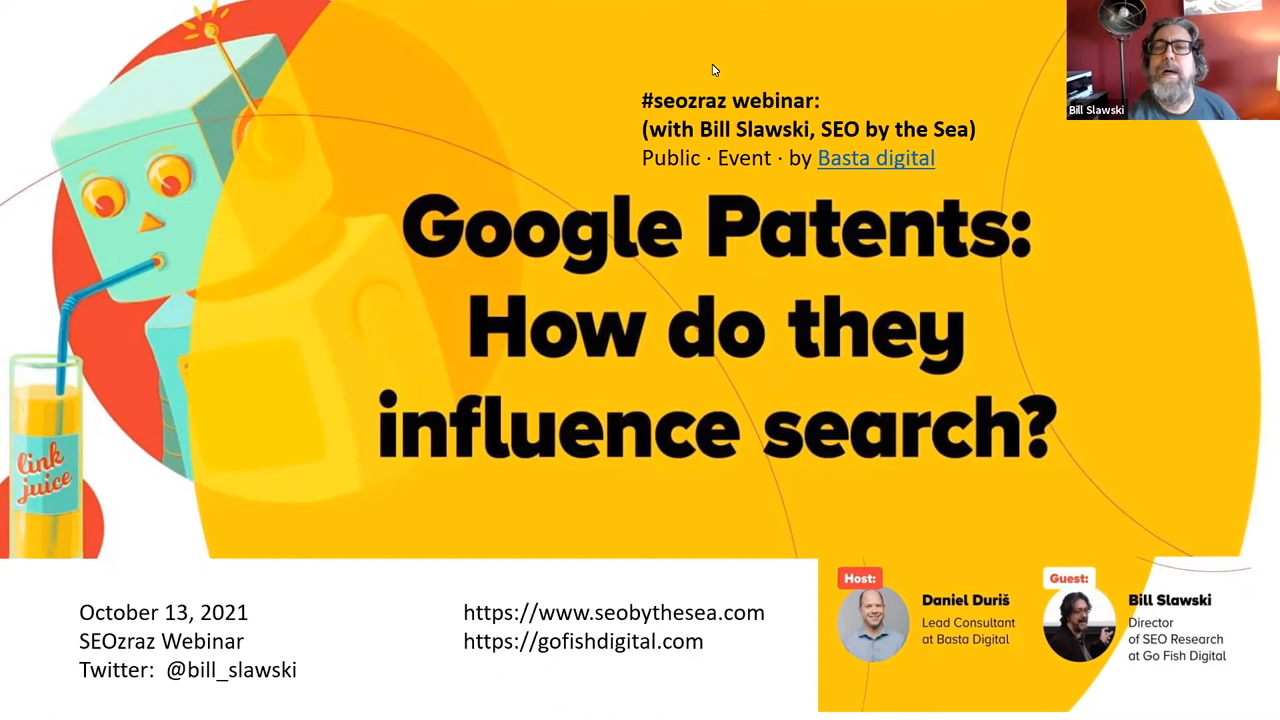 Bill Slawski
#seozraz webinar:
(with Bill Slawski, SEO by the Sea)
Public · Event · by Basta digital
Google Patents:
How do they
influence search?
link
juice
October 13, 2021
SEOzraz Webinar
Twitter: @bill_slawski
https://www.seobythesea.com
https://gofishdigital.com
Host:
Daniel Duriš
Lead Consultant
at Basta Digital
Guest:
Bill Slawski
Director
of SEO Research
at Go Fish Digital